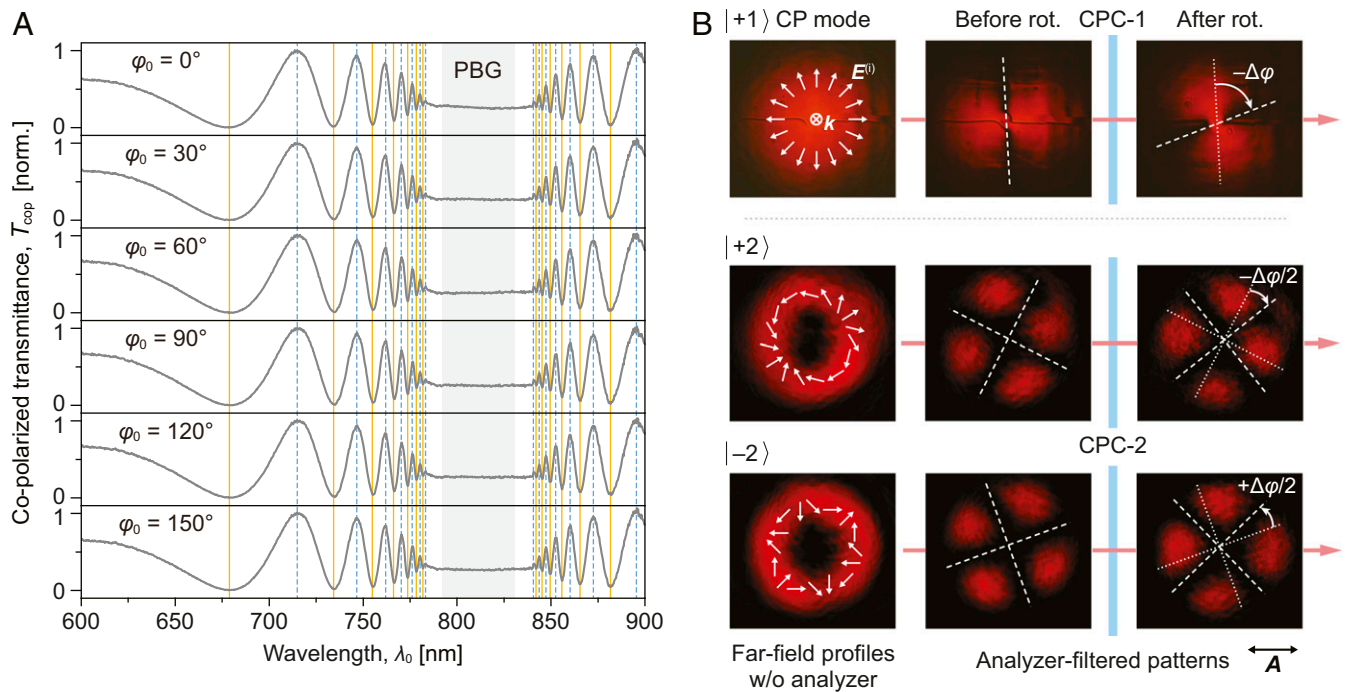 A
Co-polarized transmittance, T_cop [norm.]
1
φ₀ = 0°
PBG
0
1
φ₀ = 30°
0
1
φ₀ = 60°
0
1
φ₀ = 90°
0
1
φ₀ = 120°
0
1
φ₀ = 150°
0
600 650 700 750 800 850 900
Wavelength, λ₀ [nm]
B
|+1⟩ CP mode Before rot. CPC-1 After rot.
E⁽ⁱ⁾
k
−Δφ
|+2⟩
−Δφ/2
|−2⟩ CPC-2
+Δφ/2
Far-field profiles
w/o analyzer
Analyzer-filtered patterns A